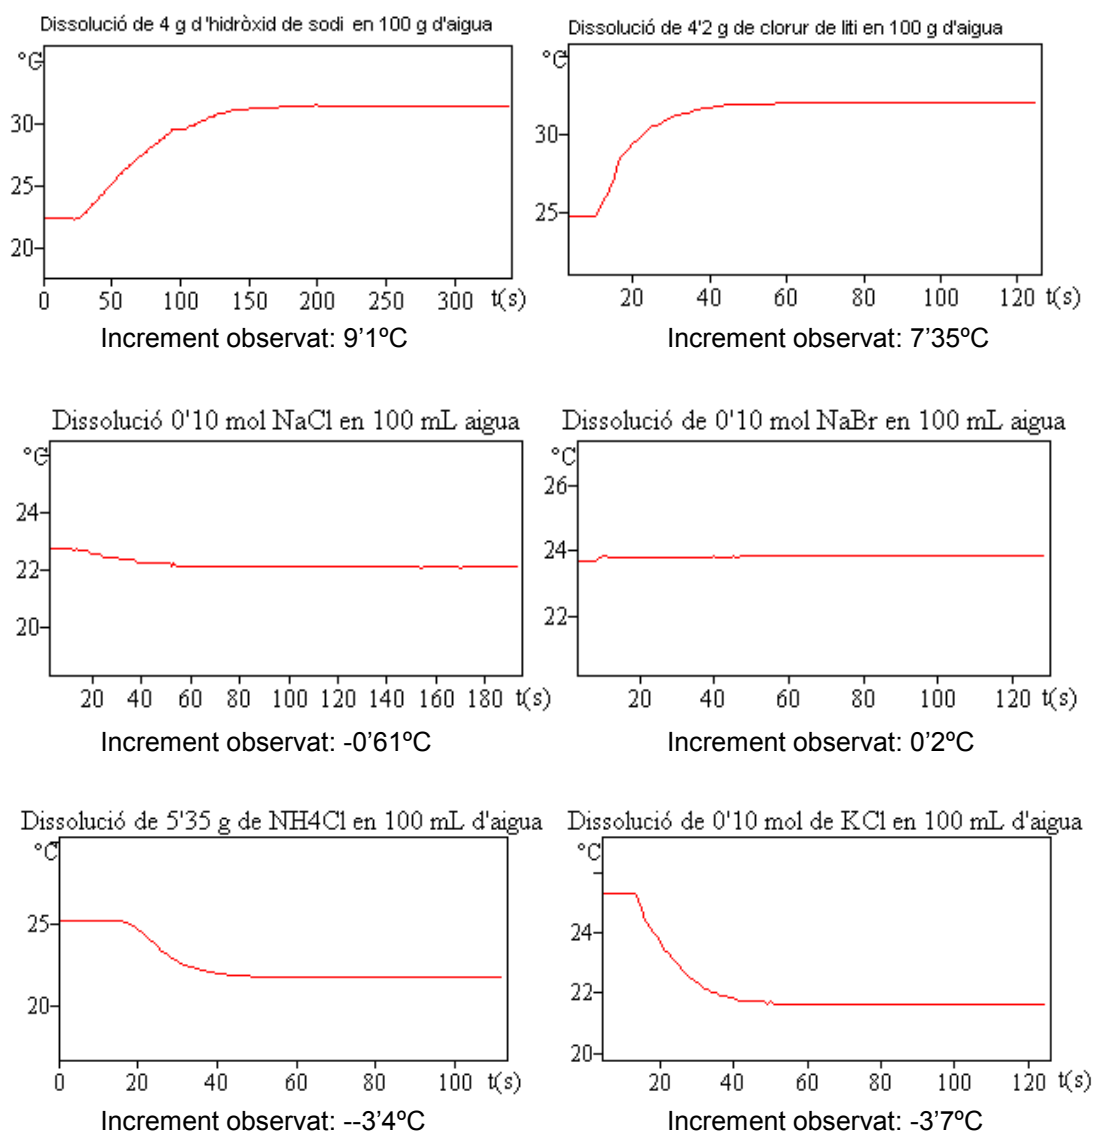 Dissolució de 4 g d'hidròxid de sodi en 100 g d'aigua
°C
30
25
20
0 50 100 150 200 250 300 t(s)
Increment observat: 9'1ºC
Dissolució de 4'2 g de clorur de liti en 100 g d'aigua
°C
30
25
20 40 60 80 100 120 t(s)
Increment observat: 7'35ºC
Dissolució 0'10 mol NaCl en 100 mL aigua
°C
24
22
20
20 40 60 80 100 120 140 160 180 t(s)
Increment observat: -0'61ºC
Dissolució de 0'10 mol NaBr en 100 mL aigua
°C
26
24
22
20 40 60 80 100 120 t(s)
Increment observat: 0'2ºC
Dissolució de 5'35 g de NH4Cl en 100 mL d'aigua
°C
25
20
0 20 40 60 80 100 t(s)
Increment observat: --3'4ºC
Dissolució de 0'10 mol de KCl en 100 mL d'aigua
°C
24
22
20
20 40 60 80 100 120 t(s)
Increment observat: -3'7ºC